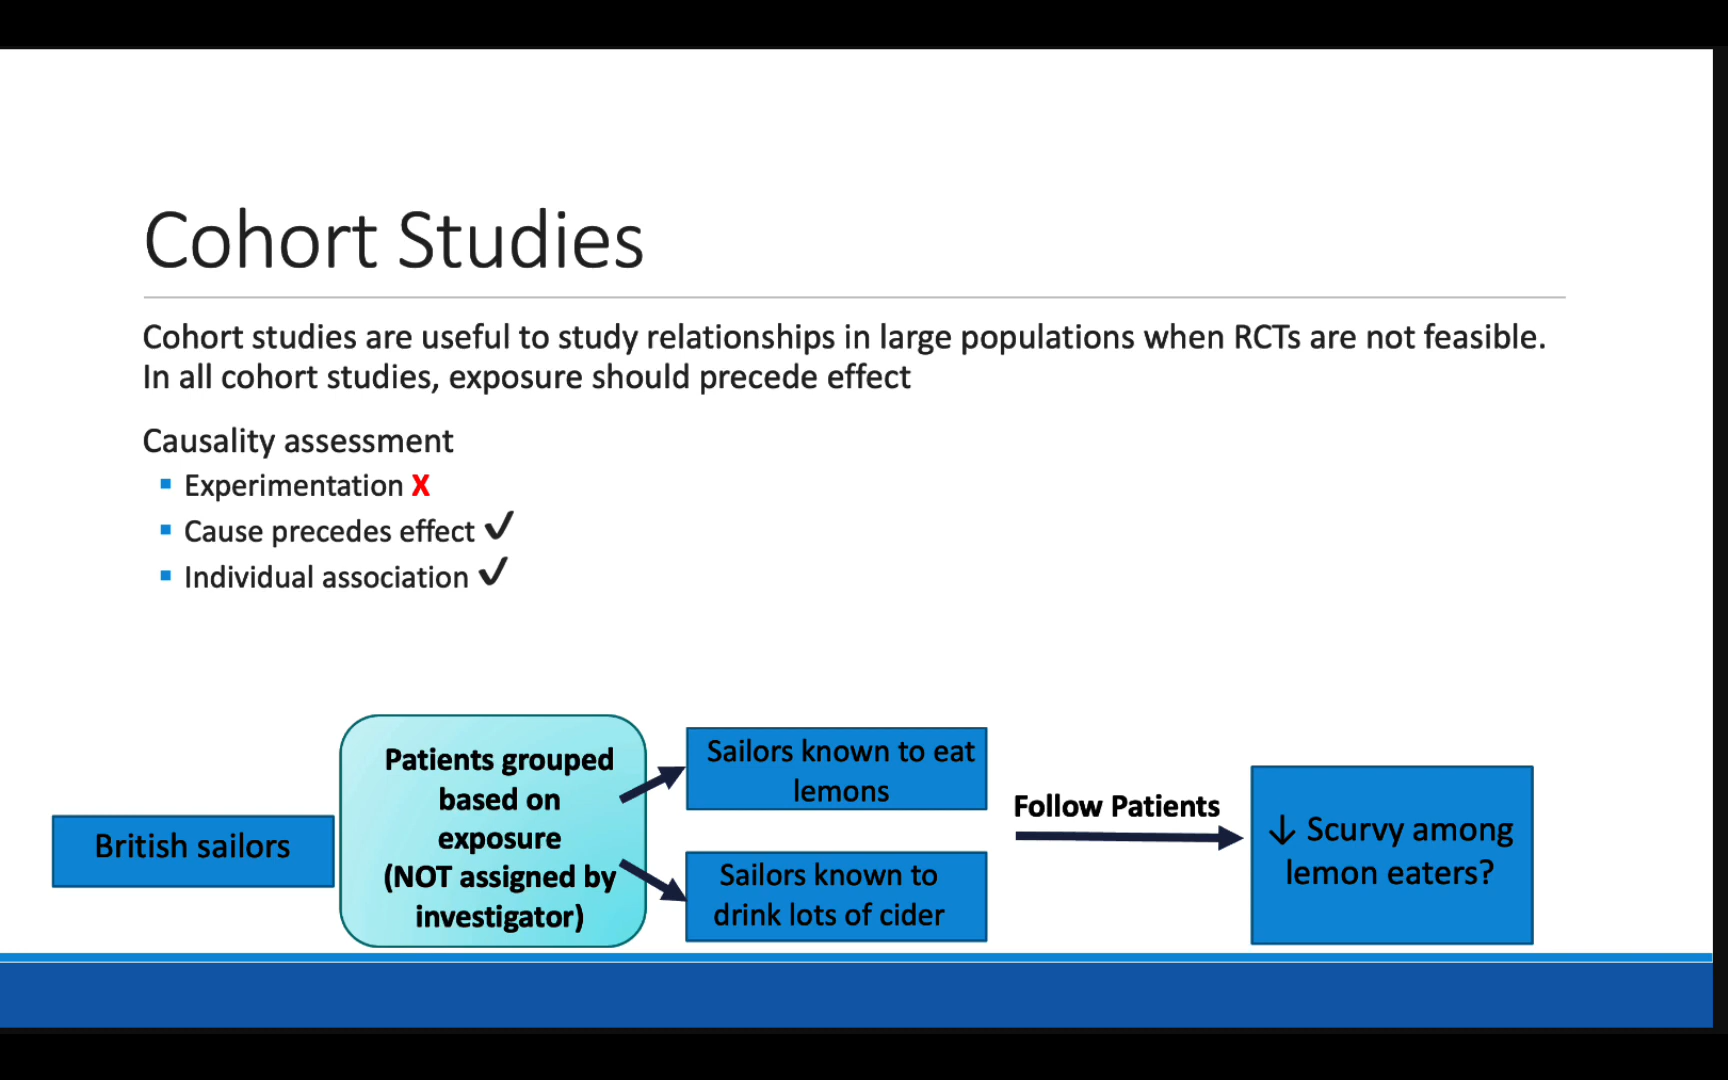 Cohort Studies
Cohort studies are useful to study relationships in large populations when RCTs are not feasible.
In all cohort studies, exposure should precede effect
Causality assessment
▪ Experimentation X
▪ Cause precedes effect ✓
▪ Individual association ✓
British sailors
Patients grouped
based on
exposure
(NOT assigned by
investigator)
Sailors known to eat
lemons
Sailors known to
drink lots of cider
Follow Patients
↓ Scurvy among
lemon eaters?